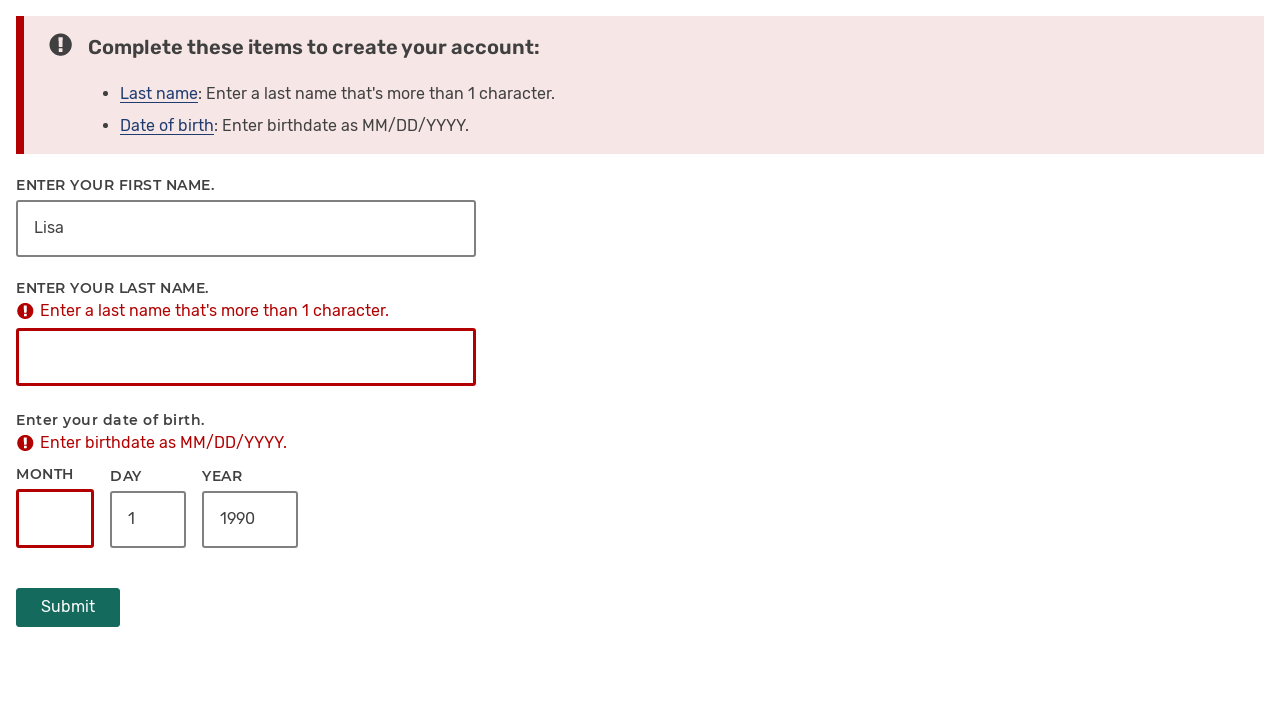 Complete these items to create your account:
Last name: Enter a last name that's more than 1 character.
Date of birth: Enter birthdate as MM/DD/YYYY.
ENTER YOUR FIRST NAME.
Lisa
ENTER YOUR LAST NAME.
Enter a last name that's more than 1 character.
Enter your date of birth.
Enter birthdate as MM/DD/YYYY.
MONTH DAY YEAR
1 1990
Submit